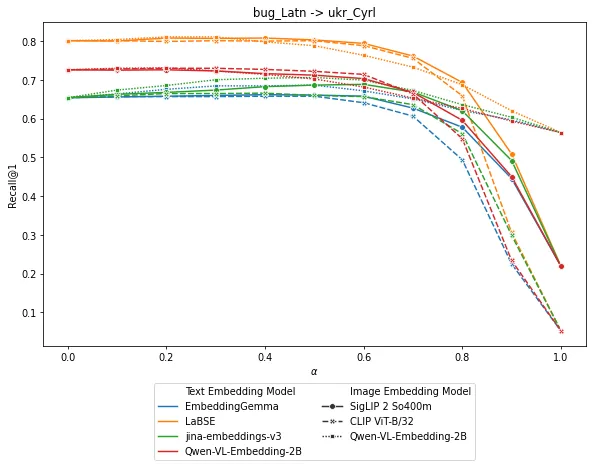 bug_Latn -> ukr_Cyrl
Recall@1
0.8
0.7
0.6
0.5
0.4
0.3
0.2
0.1
0.0 0.2 0.4 0.6 0.8 1.0
α
Text Embedding Model
EmbeddingGemma
LaBSE
jina-embeddings-v3
Qwen-VL-Embedding-2B
Image Embedding Model
SigLIP 2 So400m
CLIP ViT-B/32
Qwen-VL-Embedding-2B